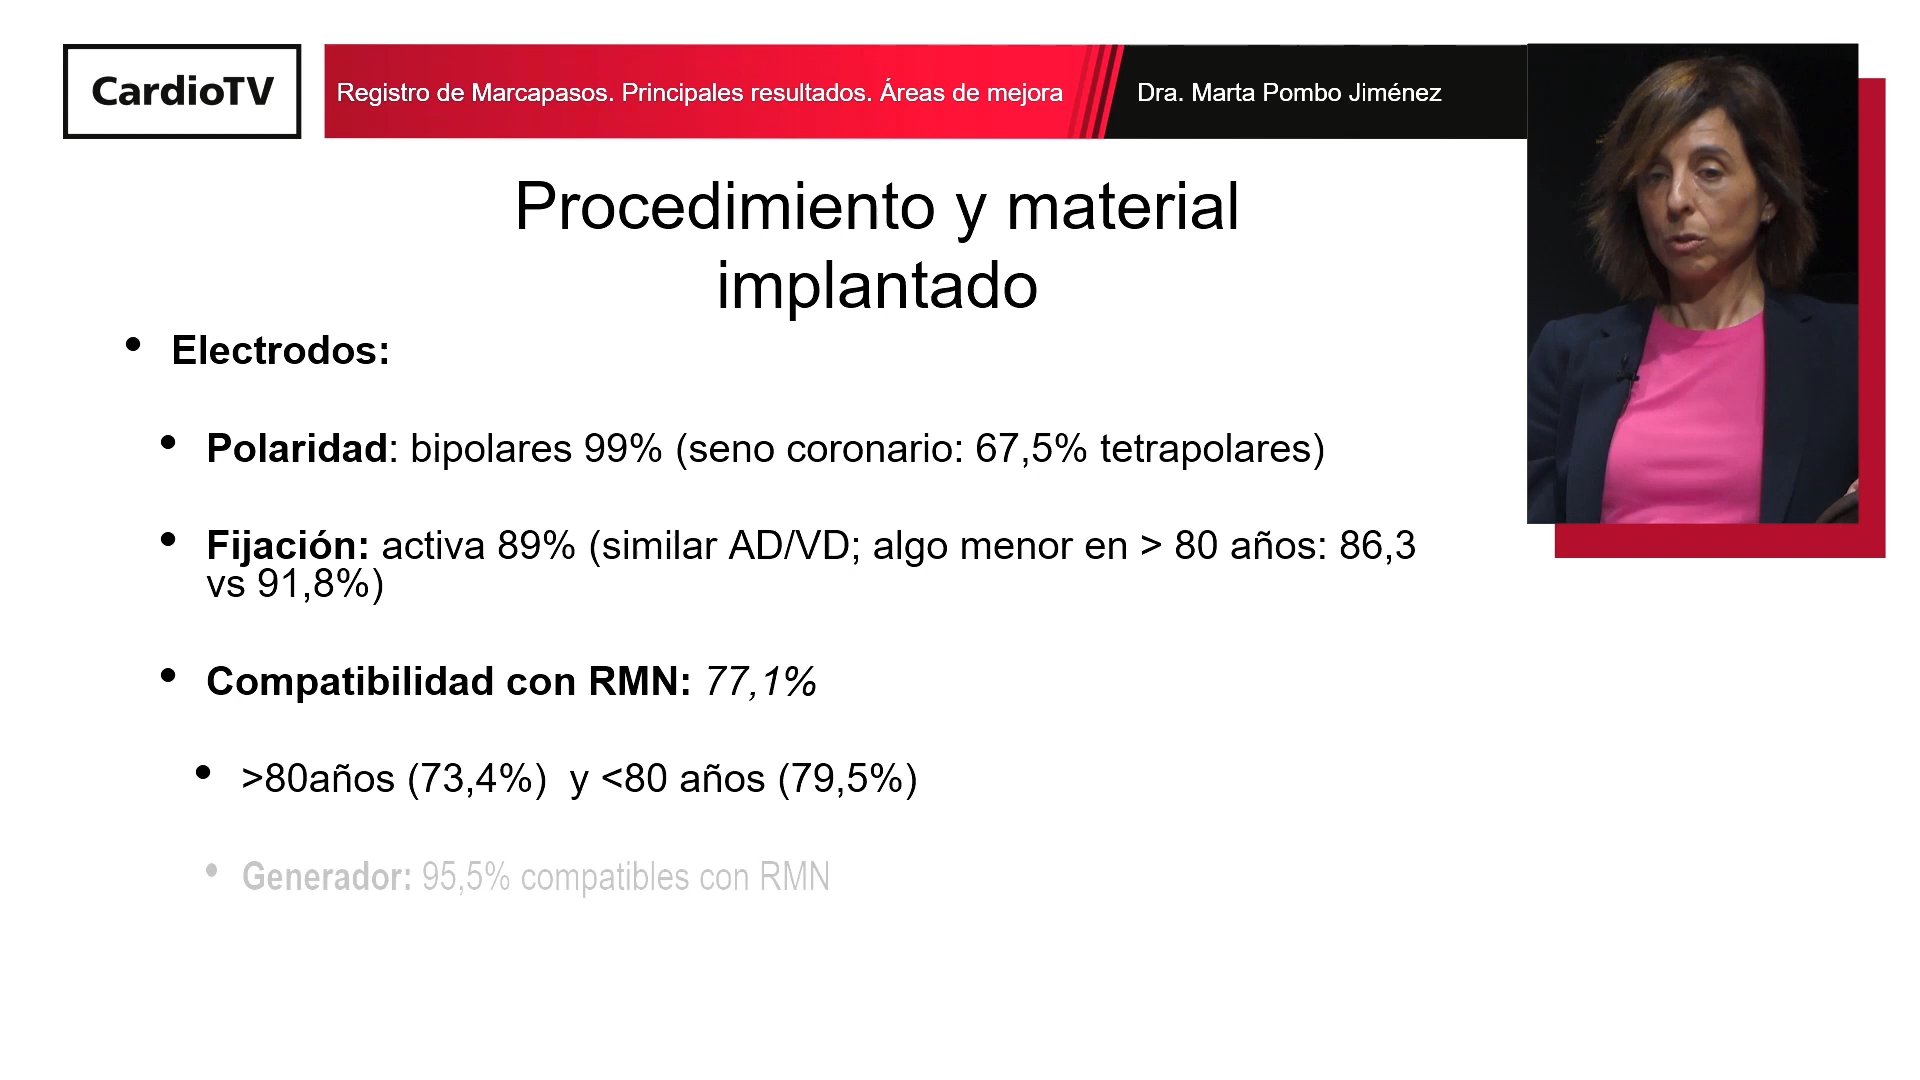 CardioTV
Registro de Marcapasos. Principales resultados. Áreas de mejora
Dra. Marta Pombo Jiménez
Procedimiento y material
implantado
• Electrodos:
• Polaridad: bipolares 99% (seno coronario: 67,5% tetrapolares)
• Fijación: activa 89% (similar AD/VD; algo menor en > 80 años: 86,3
vs 91,8%)
• Compatibilidad con RMN: 77,1%
• >80años (73,4%)  y <80 años (79,5%)
• Generador: 95,5% compatibles con RMN